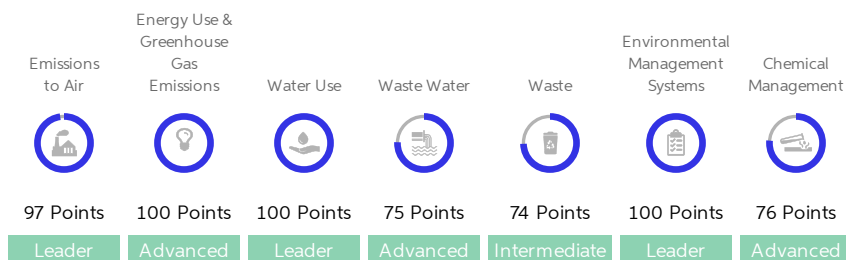 Emissions
to Air
Energy Use &
Greenhouse
Gas
Emissions
Water Use
Waste Water
Waste
Environmental
Management
Systems
Chemical
Management
97 Points
100 Points
100 Points
75 Points
74 Points
100 Points
76 Points
Leader
Advanced
Leader
Advanced
Intermediate
Leader
Advanced